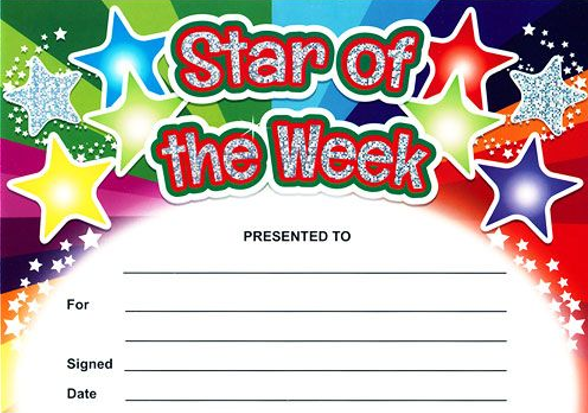 Star of
the Week
PRESENTED TO
For
Signed
Date